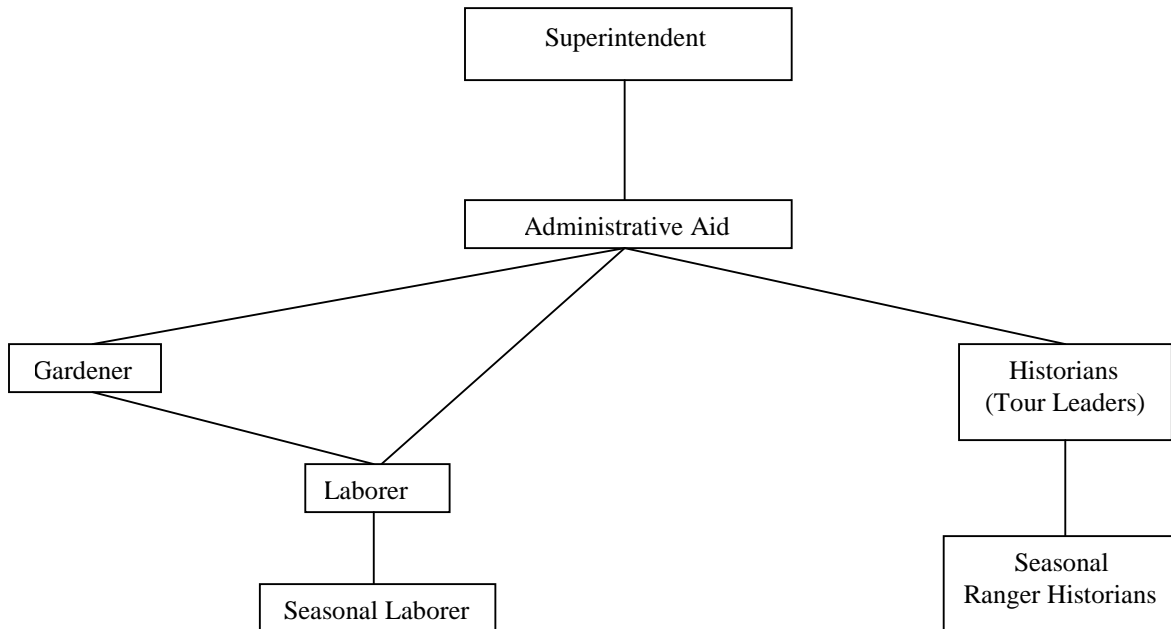 Superintendent
Administrative Aid
Gardener
Historians
(Tour Leaders)
Laborer
Seasonal
Ranger Historians
Seasonal Laborer